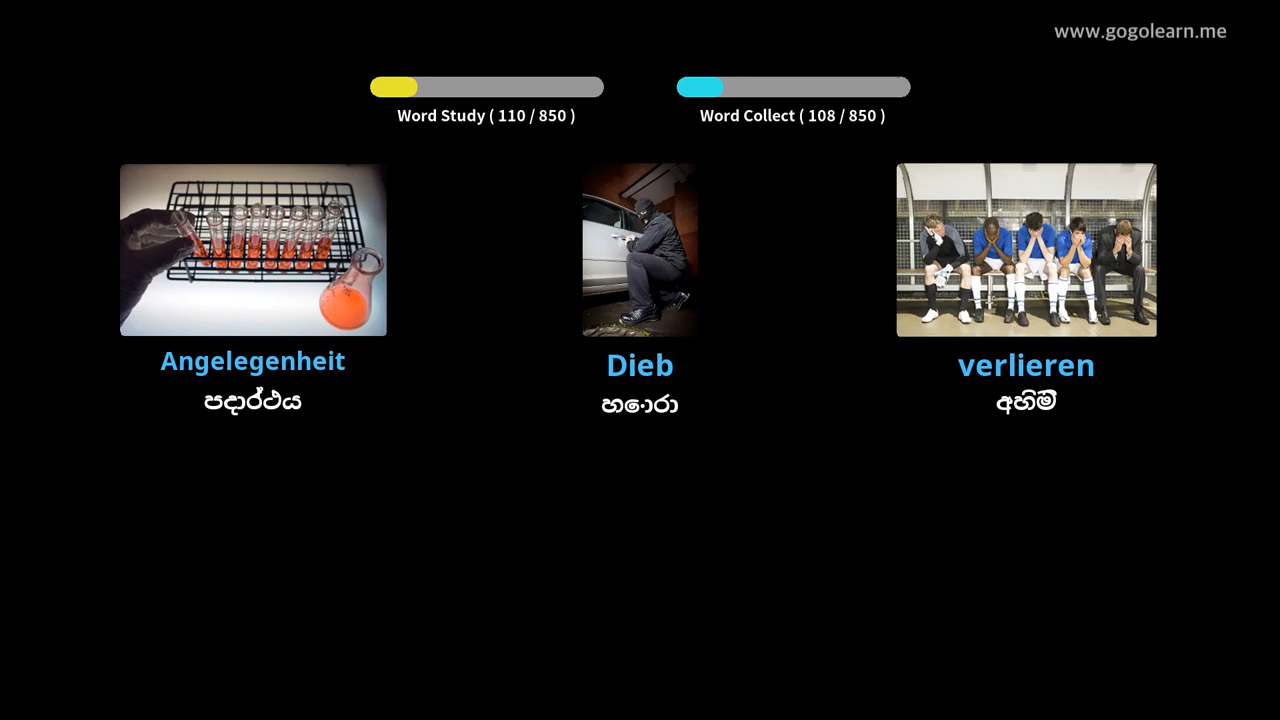 www.gogolearn.me
Word Study ( 110 / 850 )
Word Collect ( 108 / 850 )
Angelegenheit
Dieb
verlieren
පදාර්ථය
හොරා
අහිමි